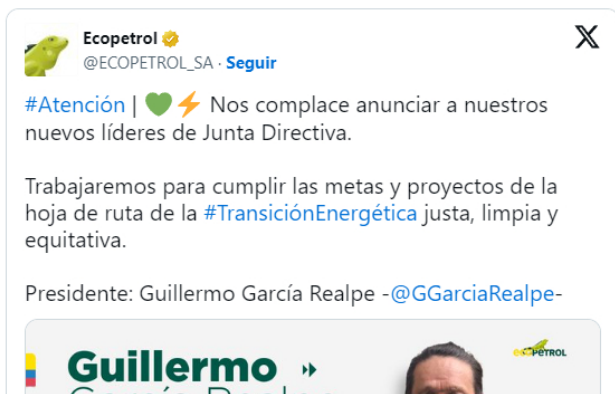 Ecopetrol
@ECOPETROL_SA · Seguir
#Atención | 💚⚡ Nos complace anunciar a nuestros
nuevos líderes de Junta Directiva.
Trabajaremos para cumplir las metas y proyectos de la
hoja de ruta de la #TransiciónEnergética justa, limpia y
equitativa.
Presidente: Guillermo García Realpe -@GGarciaRealpe-
ecoPETROL
Guillermo